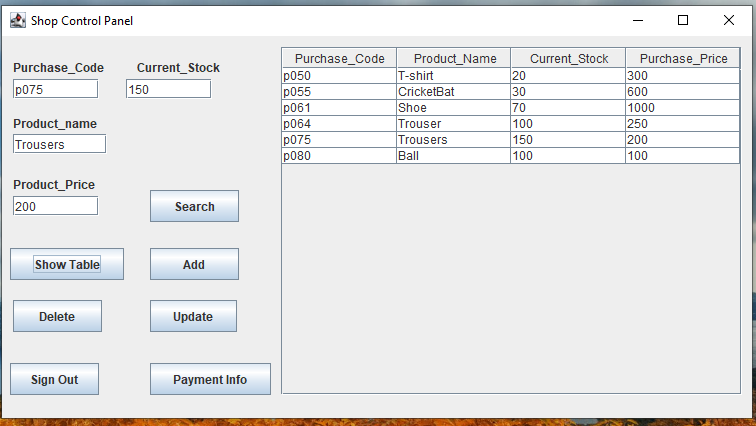 Shop Control Panel
Purchase_Code Current_Stock
p075 150
Product_name
Trousers
Product_Price
200
Search
Show Table Add
Delete Update
Sign Out Payment Info
Purchase_Code Product_Name Current_Stock Purchase_Price
p050 T-shirt 20 300
p055 CricketBat 30 600
p061 Shoe 70 1000
p064 Trouser 100 250
p075 Trousers 150 200
p080 Ball 100 100